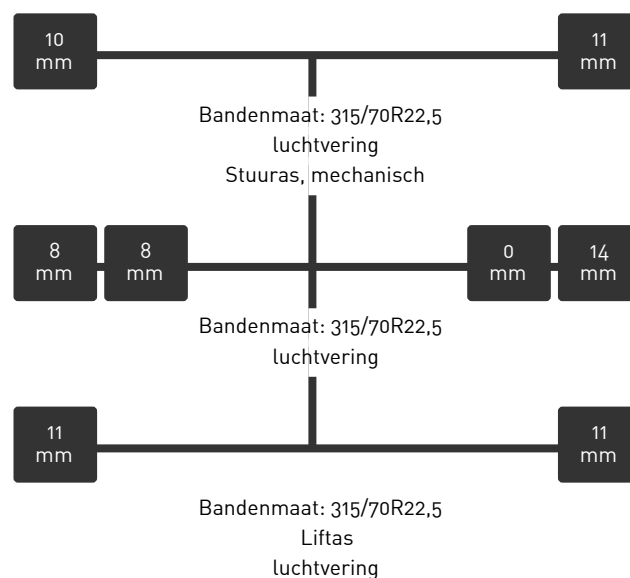 10
mm
11
mm
Bandenmaat: 315/70R22,5
luchtvering
Stuuras, mechanisch
8
mm
8
mm
0
mm
14
mm
Bandenmaat: 315/70R22,5
luchtvering
11
mm
11
mm
Bandenmaat: 315/70R22,5
Liftas
luchtvering